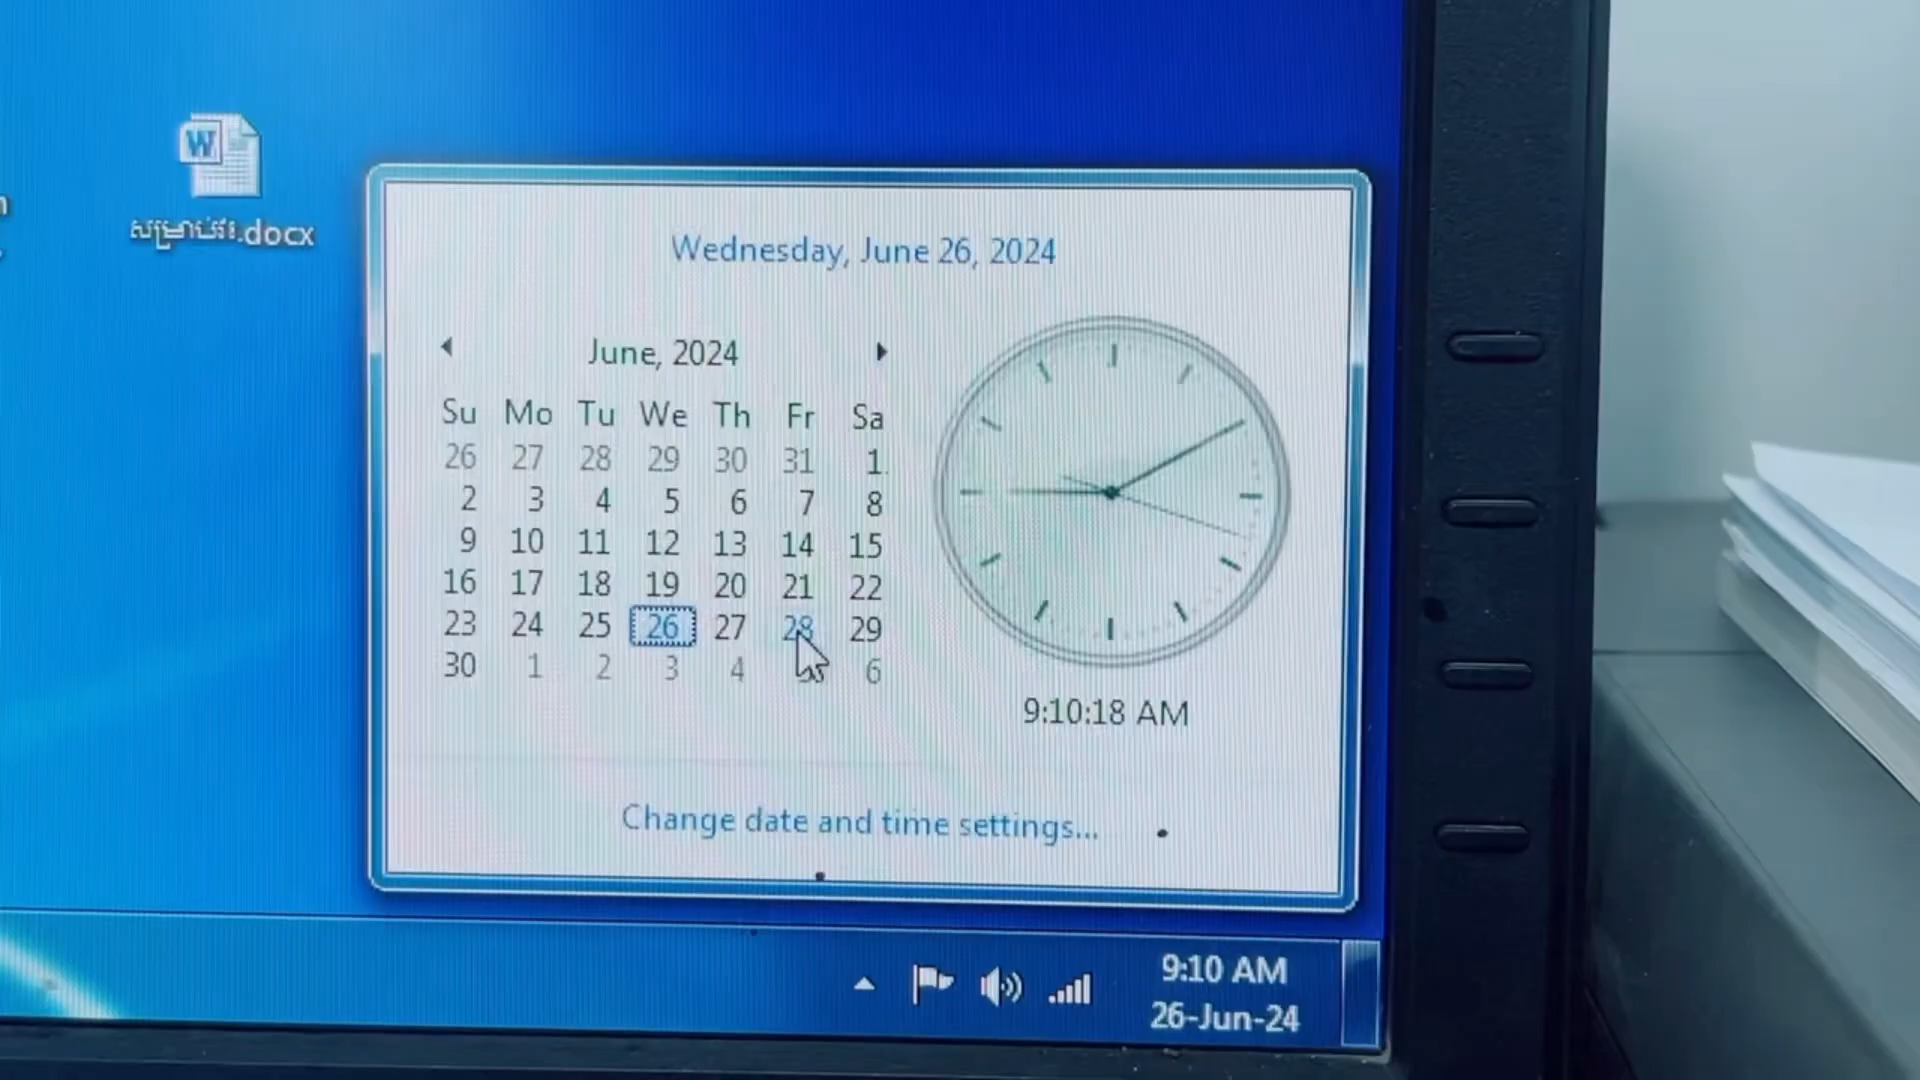 W
.docx
Wednesday, June 26, 2024
June, 2024
Su Mo Tu We Th Fr Sa
26 27 28 29 30 31 1
2 3 4 5 6 7 8
9 10 11 12 13 14 15
16 17 18 19 20 21 22
23 24 25 26 27 28 29
30 1 2 3 4 6
9:10:18 AM
Change date and time settings...
9:10 AM
26-Jun-24